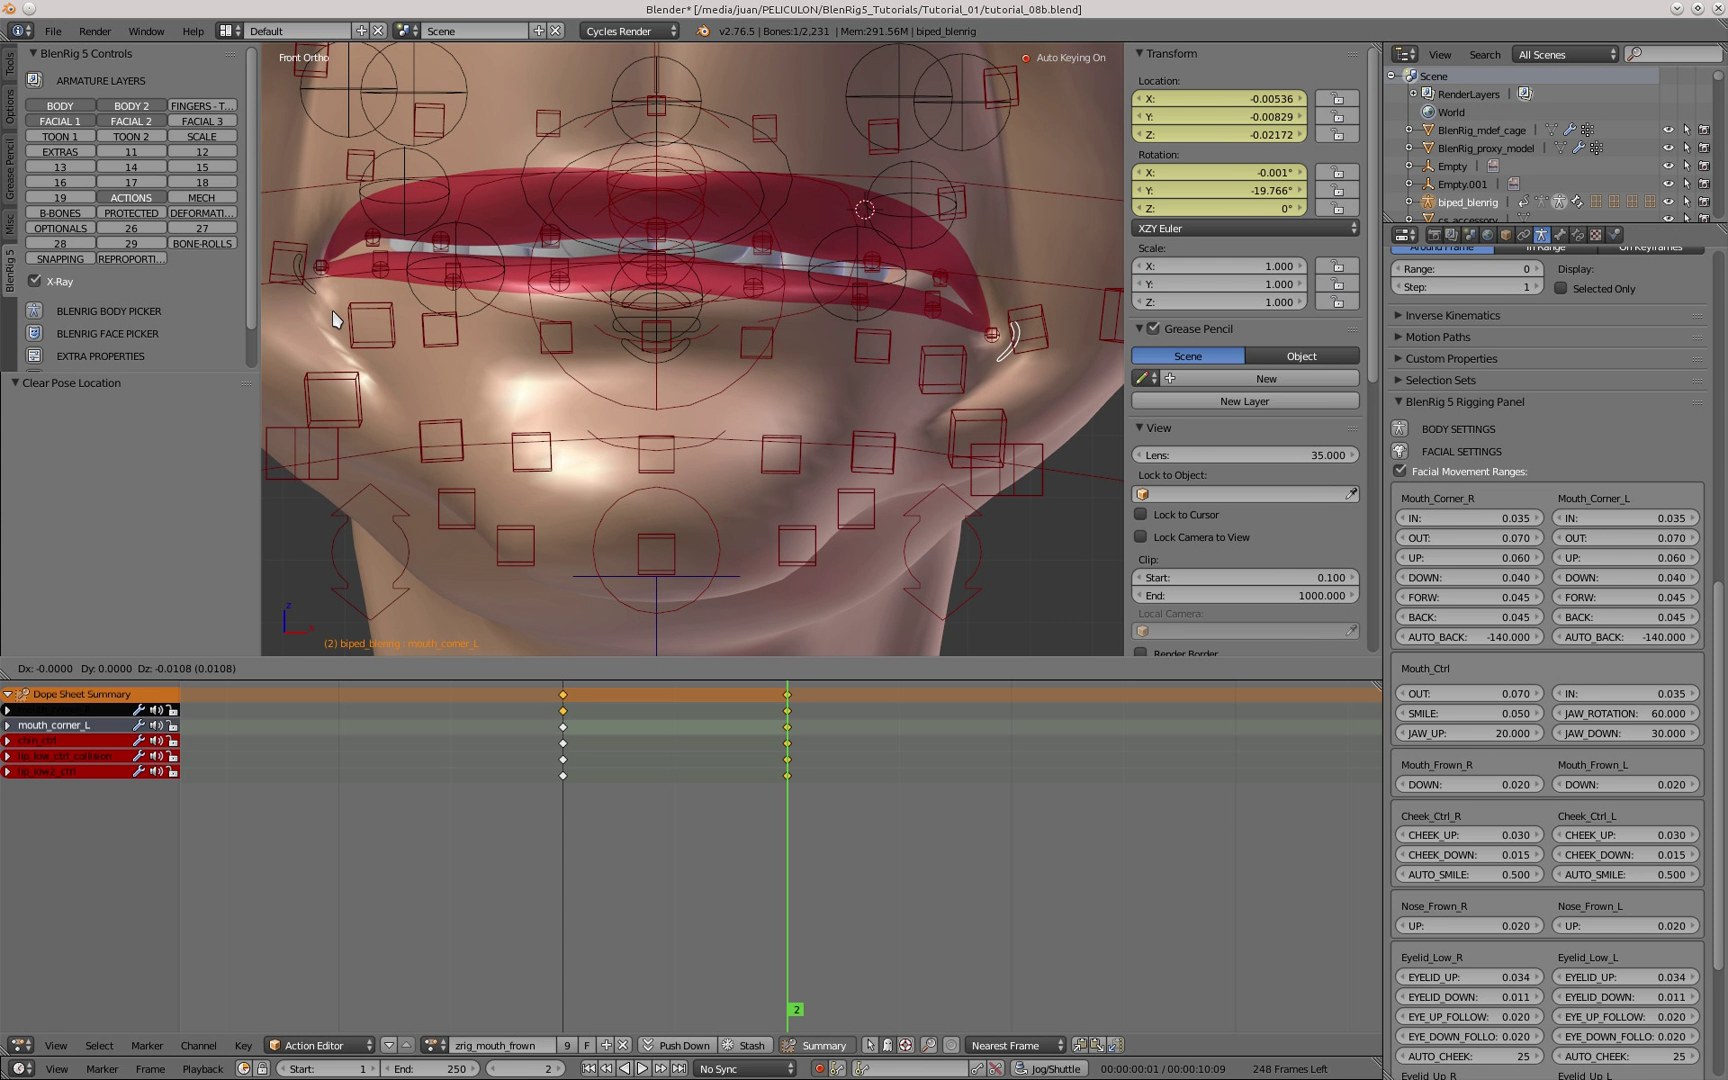 Blender* [/media/juan/PELICULON/BlenRig5_Tutorials/Tutorial_01/tutorial_08b.blend]
File Render Window Help Default Scene Cycles Render v2.76.5 | Bones:1/2,231 | Mem:291.56M | biped_blenrig
Tools
Options
Grease Pencil
Misc
BlenRig 5
BlenRig 5 Controls
ARMATURE LAYERS
BODY BODY 2 FINGERS - T...
FACIAL 1 FACIAL 2 FACIAL 3
TOON 1 TOON 2 SCALE
EXTRAS 11 12
13 14 15
16 17 18
19 ACTIONS MECH
B-BONES PROTECTED DEFORMATI...
OPTIONALS 26 27
28 29 BONE-ROLLS
SNAPPING REPROPORTI...
X-Ray
BLENRIG BODY PICKER
BLENRIG FACE PICKER
EXTRA PROPERTIES
Clear Pose Location
Front Ortho
Auto Keying On
(2) biped_blenrig : mouth_corner_L
Transform
Location:
X: -0.00536
Y: -0.00829
Z: -0.02172
Rotation:
X: -0.001°
Y: -19.766°
Z: 0°
XZY Euler
Scale:
X: 1.000
Y: 1.000
Z: 1.000
Grease Pencil
Scene Object
New
New Layer
View
Lens: 35.000
Lock to Object:
Lock to Cursor
Lock Camera to View
Clip:
Start: 0.100
End: 1000.000
Local Camera:
Render Border
View Search All Scenes
Scene
RenderLayers
World
BlenRig_mdef_cage
BlenRig_proxy_model
Empty
Empty.001
biped_blenrig
cs_accessory
Around Frame In Range On Keyframes
Range: 0 Display:
Step: 1 Selected Only
Inverse Kinematics
Motion Paths
Custom Properties
Selection Sets
BlenRig 5 Rigging Panel
BODY SETTINGS
FACIAL SETTINGS
Facial Movement Ranges:
Mouth_Corner_R Mouth_Corner_L
IN: 0.035 IN: 0.035
OUT: 0.070 OUT: 0.070
UP: 0.060 UP: 0.060
DOWN: 0.040 DOWN: 0.040
FORW: 0.045 FORW: 0.045
BACK: 0.045 BACK: 0.045
AUTO_BACK: -140.000 AUTO_BACK: -140.000
Mouth_Ctrl
OUT: 0.070 IN: 0.035
SMILE: 0.050 JAW_ROTATION: 60.000
JAW_UP: 20.000 JAW_DOWN: 30.000
Mouth_Frown_R Mouth_Frown_L
DOWN: 0.020 DOWN: 0.020
Cheek_Ctrl_R Cheek_Ctrl_L
CHEEK_UP: 0.030 CHEEK_UP: 0.030
CHEEK_DOWN: 0.015 CHEEK_DOWN: 0.015
AUTO_SMILE: 0.500 AUTO_SMILE: 0.500
Nose_Frown_R Nose_Frown_L
UP: 0.020 UP: 0.020
Eyelid_Low_R Eyelid_Low_L
EYELID_UP: 0.034 EYELID_UP: 0.034
EYELID_DOWN: 0.011 EYELID_DOWN: 0.011
EYE_UP_FOLLOW: 0.020 EYE_UP_FOLLOW: 0.020
EYE_DOWN_FOLLO: 0.020 EYE_DOWN_FOLLO: 0.020
AUTO_CHEEK: 25 AUTO_CHEEK: 25
Eyelid_Up_R Eyelid_Up_L
Dx: -0.0000 Dy: 0.0000 Dz: -0.0108 (0.0108)
Dope Sheet Summary
mouth_corner_L
chin_ctrl
lip_low_ctrl_collision
lip_low2_ctrl
2
View Select Marker Channel Key Action Editor zrig_mouth_frown 9 F Push Down Stash Summary Nearest Frame
View Marker Frame Playback Start: 1 End: 250 2 No Sync Jog/Shuttle 00:00:00:01 / 00:00:10:09 248 Frames Left